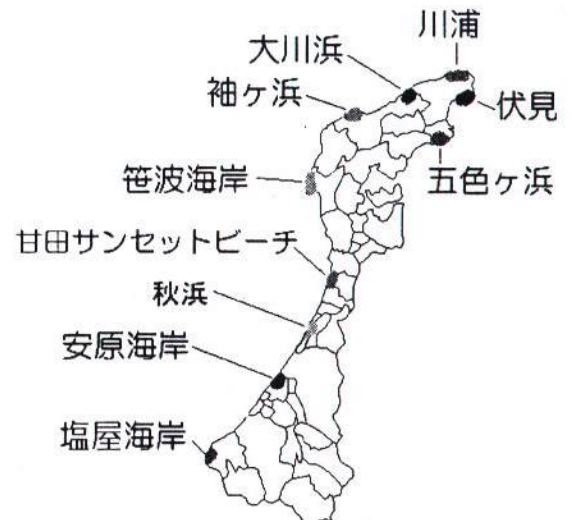 川浦
大川浜
袖ヶ浜
伏見
笹波海岸
五色ヶ浜
甘田サンセットビーチ
秋浜
安原海岸
塩屋海岸